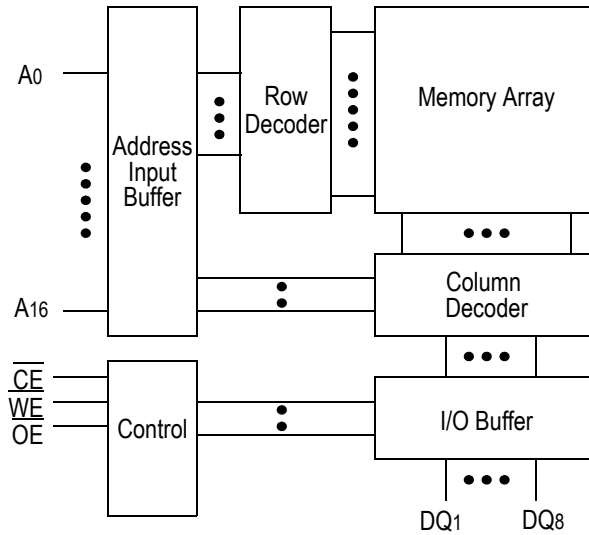 A0
A16
Address
Input
Buffer
Row
Decoder
Memory Array
Column
Decoder
CE
WE
OE
Control
I/O Buffer
DQ1
DQ8